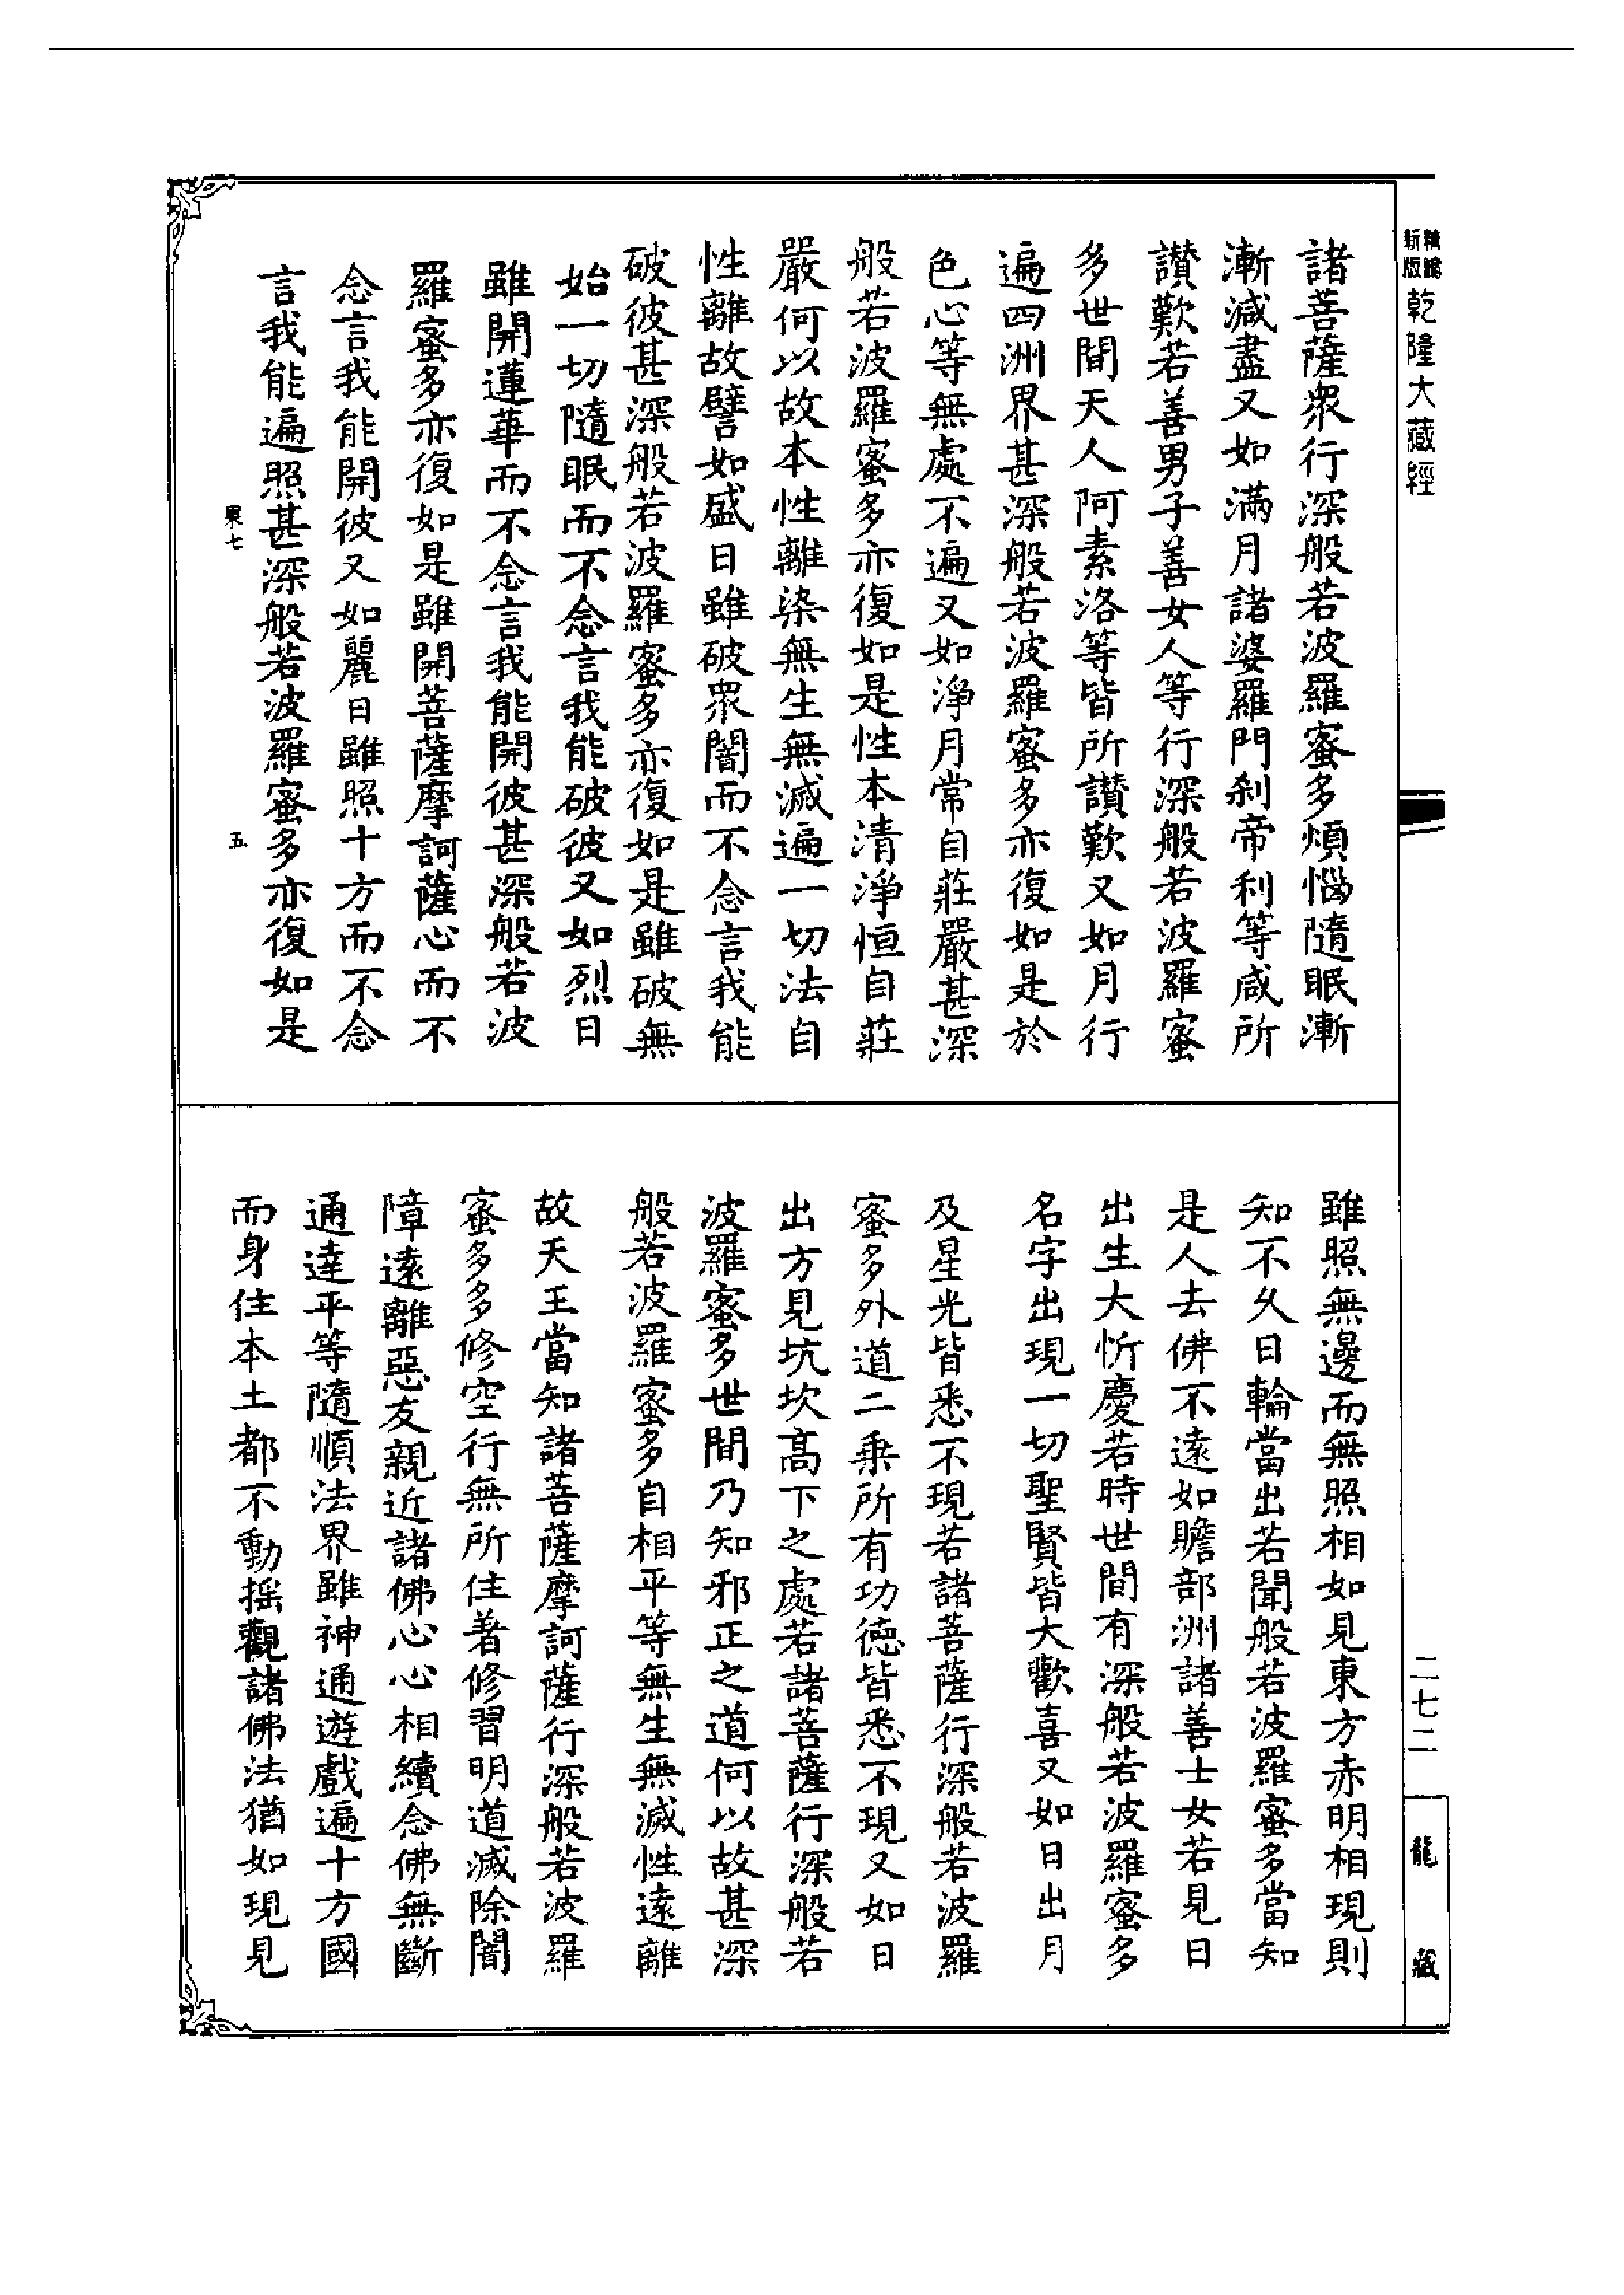 新版
乾隆大藏經
諸菩薩眾行深般若波羅蜜多煩惱隨眠漸
漸減盡又如滿月諸婆羅門刹帝利等咸所
讚歎若善男子善女人等行深般若波羅蜜
多世間天人阿素洛等皆所讚歎又如月行
遍四洲界甚深般若波羅蜜多亦復如是於
色心等無處不遍又如淨月常自莊嚴甚深
般若波羅蜜多亦復如是性本清淨恒自莊
嚴何以故本性離染無生無滅遍一切法自
性離故譬如盛日雖破眾闇而不念言我能
破彼甚深般若波羅蜜多亦復如是雖破無
始一切隨眠而不念言我能破彼又如烈日
雖開蓮華而不念言我能開彼甚深般若波
羅蜜多亦復如是雖開菩薩摩訶薩心而不
念言我能開彼又如麗日雖照十方而不念
言我能遍照甚深般若波羅蜜多亦復如是
果七
五
雖照無邊而無照相如見東方赤明相現則
知不久日輪當出若聞般若波羅蜜多當知
是人去佛不遠如贍部洲諸善士女若見日
出生大忻慶若時世間有深般若波羅蜜多
名字出現一切聖賢皆大歡喜又如日出月
及星光皆悉不現若諸菩薩行深般若波羅
蜜多外道二乘所有功德皆悉不現又如日
出方見坑坎高下之處若諸菩薩行深般若
波羅蜜多世間乃知邪正之道何以故甚深
般若波羅蜜多自相平等無生無滅性遠離
故天王當知諸菩薩摩訶薩行深般若波羅
蜜多多修空行無所住著修習明道滅除闇
障遠離惡友親近諸佛心心相續念佛無斷
通達平等隨順法界雖神通遊戲遍十方國
而身住本土都不動搖觀諸佛法猶如現見
二七二
龍藏